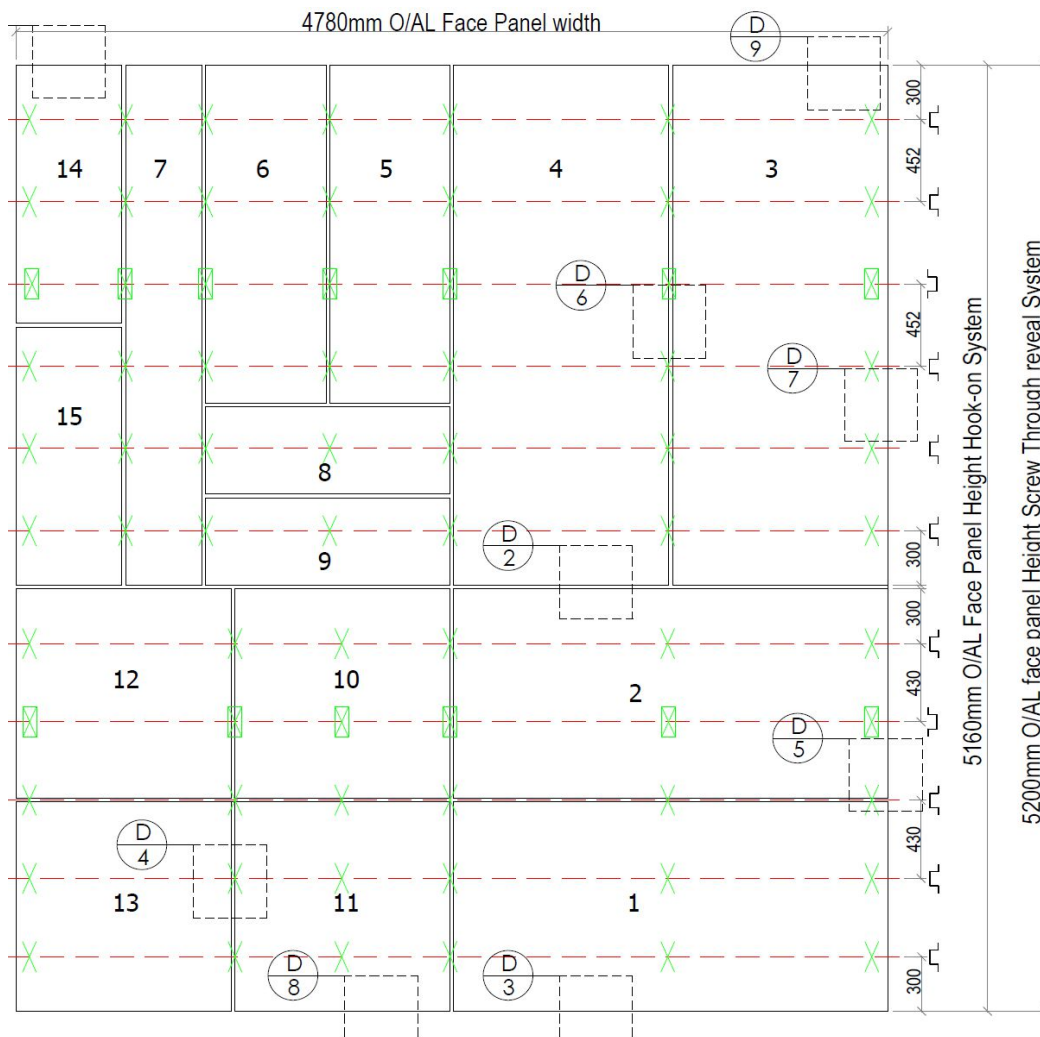 4780mm O/AL Face Panel width
D
9
300
452
14
7
6
5
4
3
D
6
452
D
7
15
8
D
2
9
300
300
12
10
2
430
D
5
D
4
430
13
11
1
D
8
D
3
300
5160mm O/AL Face Panel Height Hook-on System
5200mm O/AL face panel Height Screw Through reveal System